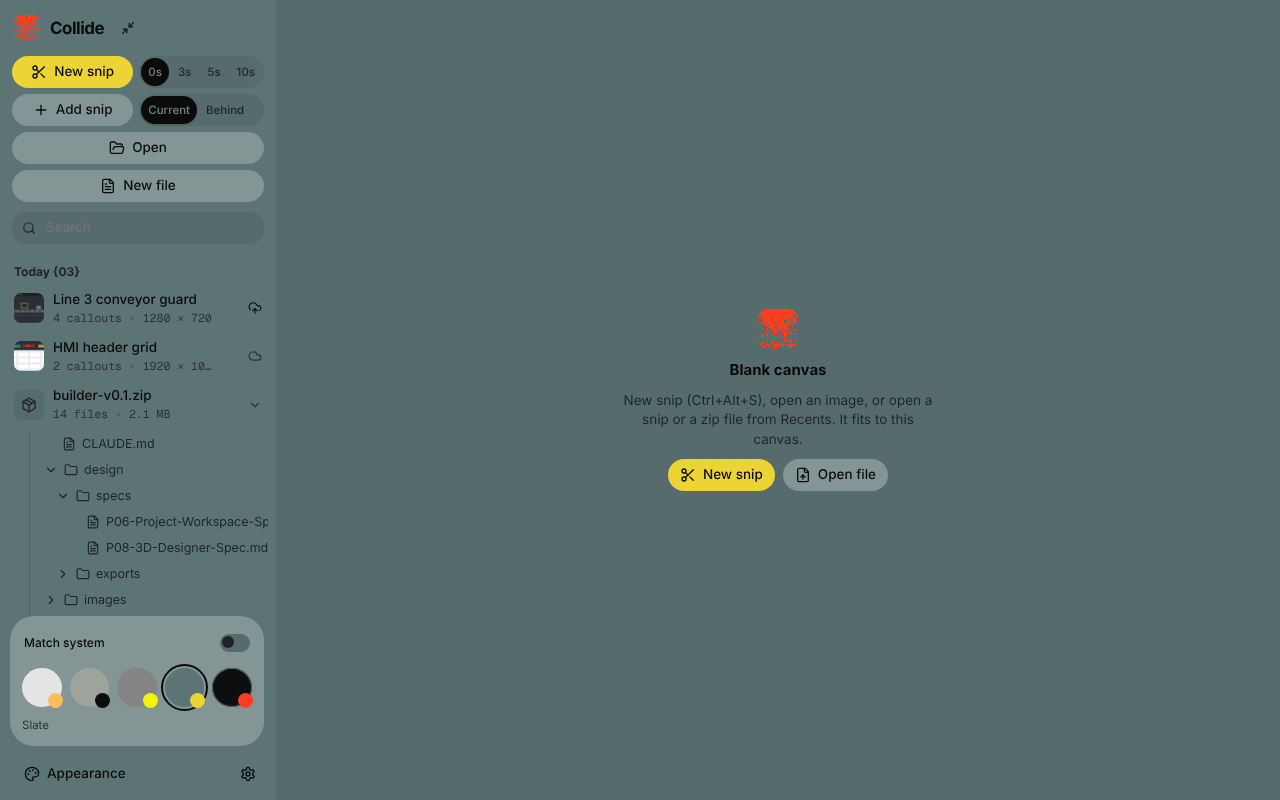 Collide
New snip
0s 3s 5s 10s
Add snip
Current Behind
Open
New file
Search
Today {03}
Line 3 conveyor guard
4 callouts · 1280 × 720
HMI header grid
2 callouts · 1920 × 10…
builder-v0.1.zip
14 files · 2.1 MB
CLAUDE.md
design
specs
P06-Project-Workspace-Sp
P08-3D-Designer-Spec.md
exports
images
Match system
Slate
Appearance
Blank canvas
New snip (Ctrl+Alt+S), open an image, or open a
snip or a zip file from Recents. It fits to this
canvas.
New snip
Open file